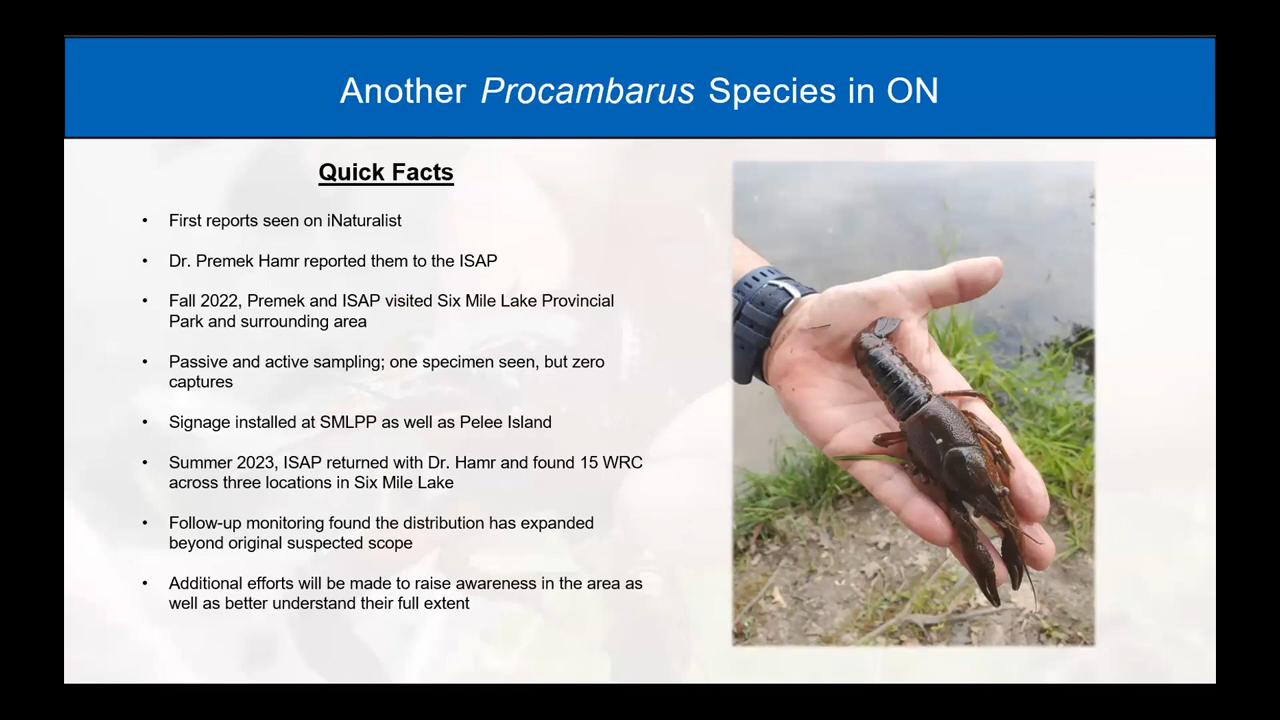 Another Procambarus Species in ON
Quick Facts
• First reports seen on iNaturalist
• Dr. Premek Hamr reported them to the ISAP
• Fall 2022, Premek and ISAP visited Six Mile Lake Provincial
Park and surrounding area
• Passive and active sampling; one specimen seen, but zero
captures
• Signage installed at SMLPP as well as Pelee Island
• Summer 2023, ISAP returned with Dr. Hamr and found 15 WRC
across three locations in Six Mile Lake
• Follow-up monitoring found the distribution has expanded
beyond original suspected scope
• Additional efforts will be made to raise awareness in the area as
well as better understand their full extent